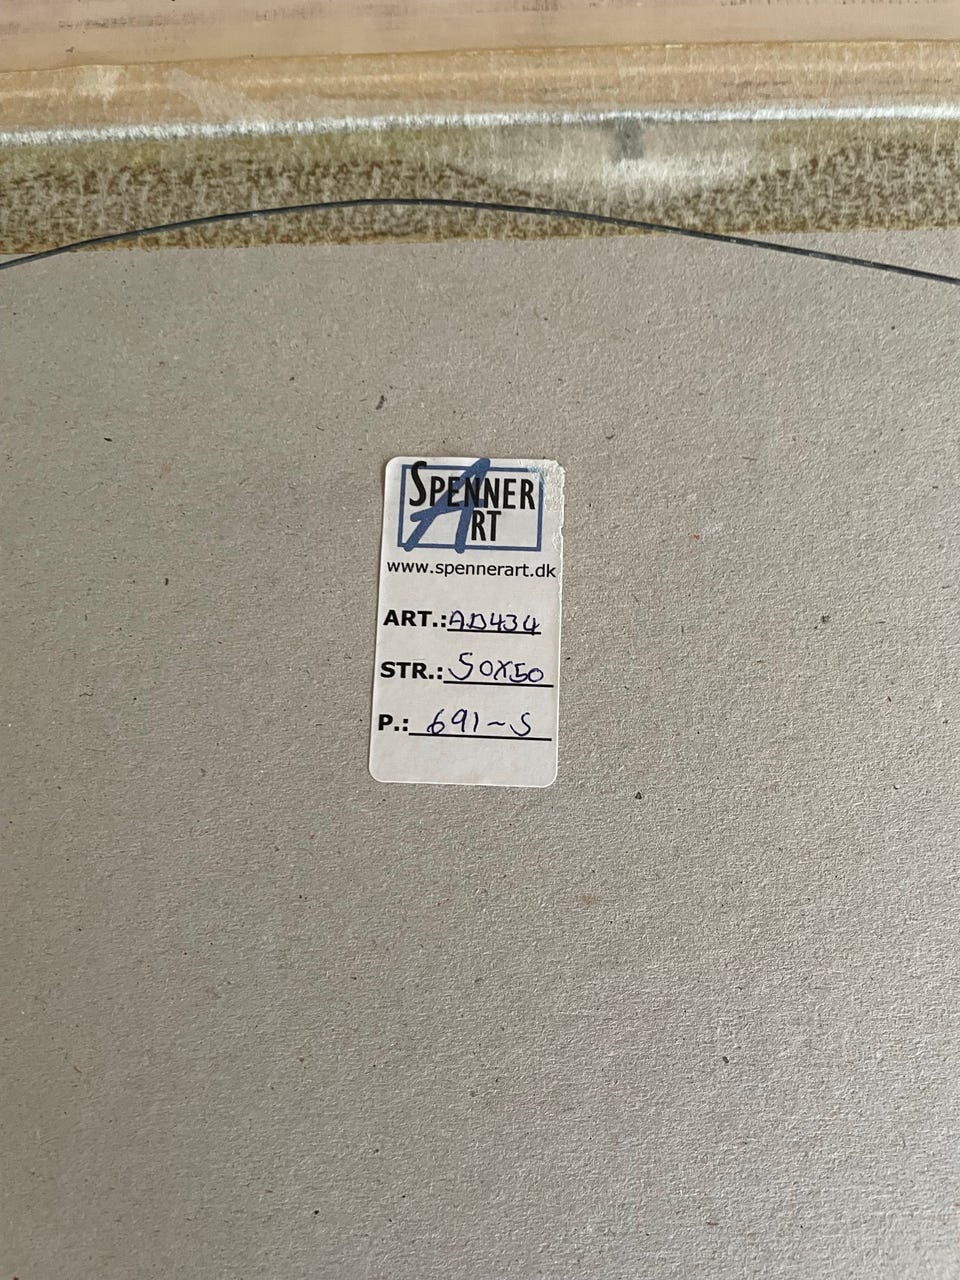 SPENNER
ART
www.spennerart.dk
ART.: AD434
STR.: 50X50
P.: 691-S